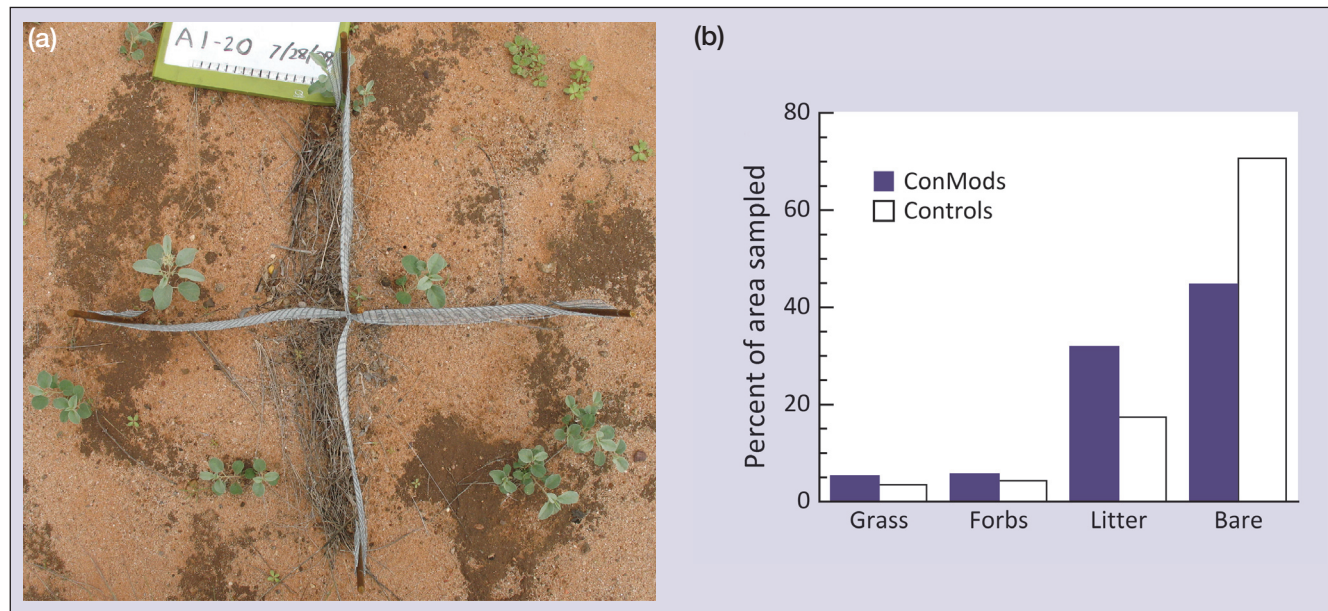 (a)
A1-20 7/28/08
(b)
80
60
40
20
0
Percent of area sampled
ConMods
Controls
Grass Forbs Litter Bare